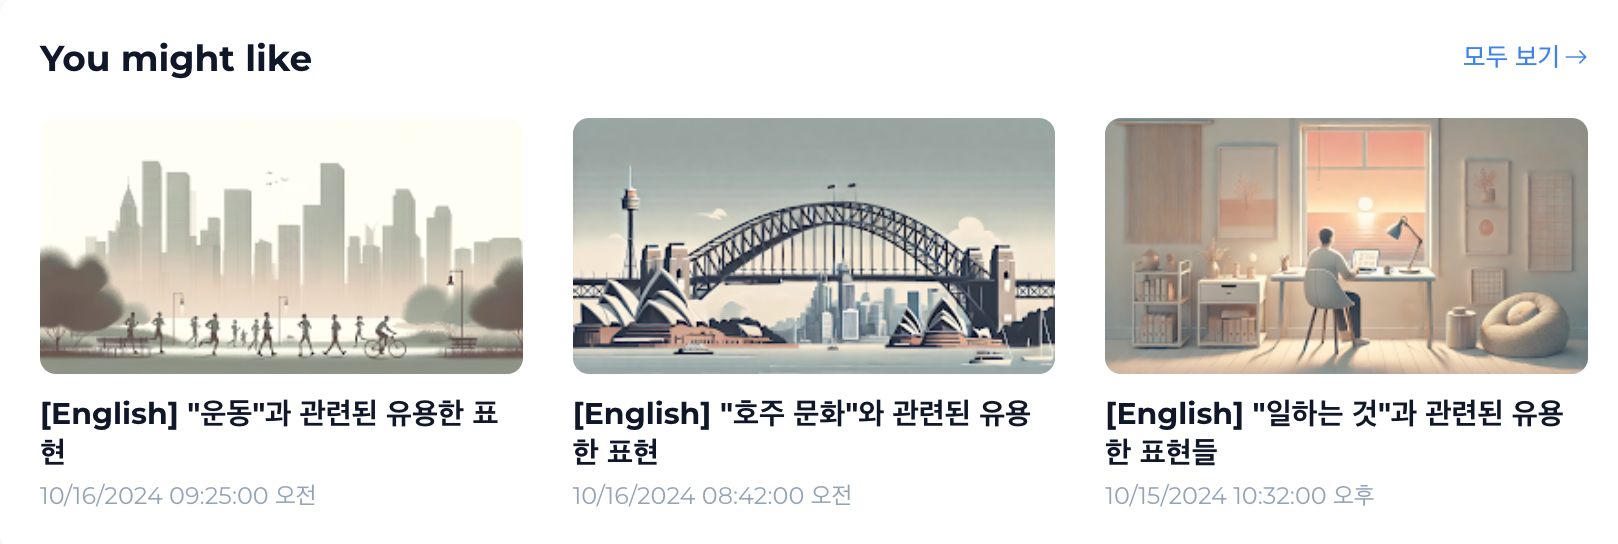 You might like
모두 보기 →
[English] "운동"과 관련된 유용한 표
현
10/16/2024 09:25:00 오전
[English] "호주 문화"와 관련된 유용
한 표현
10/16/2024 08:42:00 오전
[English] "일하는 것"과 관련된 유용
한 표현들
10/15/2024 10:32:00 오후